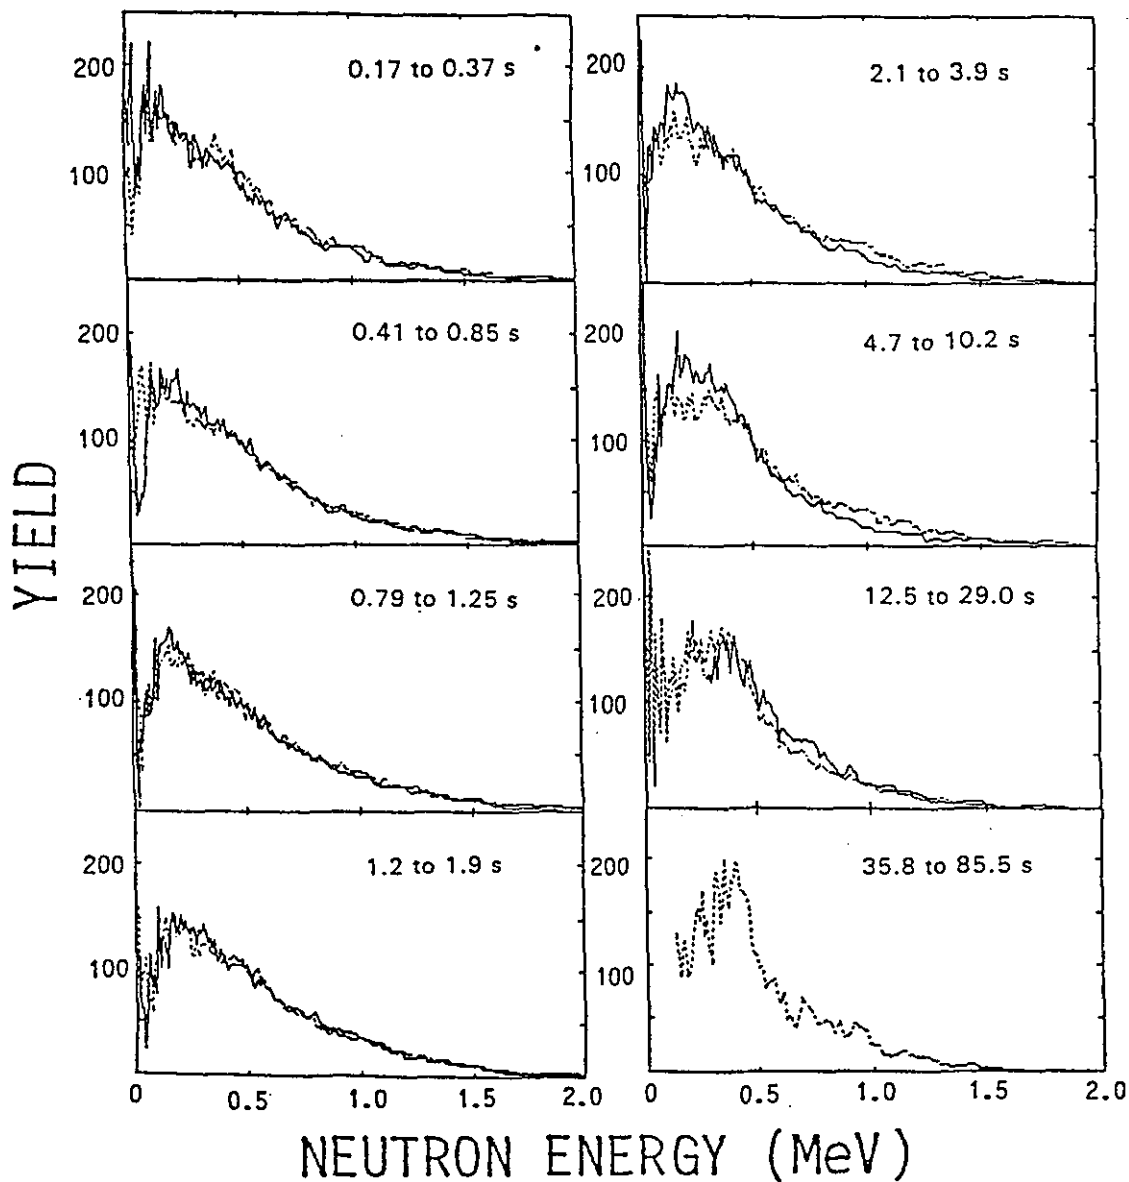 YIELD
200
100
0.17 to 0.37 s
200
100
0.41 to 0.85 s
200
100
0.79 to 1.25 s
200
100
1.2 to 1.9 s
0 0.5 1.0 1.5 2.0
200
100
2.1 to 3.9 s
200
100
4.7 to 10.2 s
200
100
12.5 to 29.0 s
200
100
35.8 to 85.5 s
0 0.5 1.0 1.5 2.0
NEUTRON ENERGY (MeV)